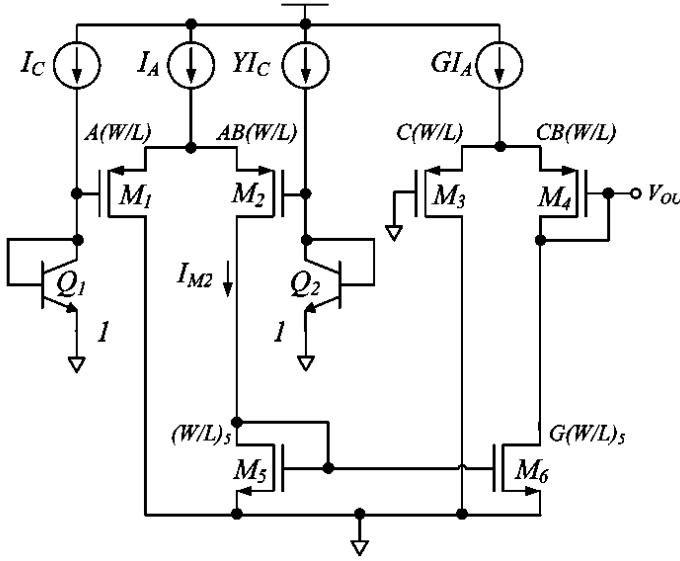 I_C
I_A
YI_C
GI_A
A(W/L)
AB(W/L)
C(W/L)
CB(W/L)
M_1
M_2
M_3
M_4
V_OU
Q_1
I_M2
Q_2
1
1
(W/L)_5
G(W/L)_5
M_5
M_6